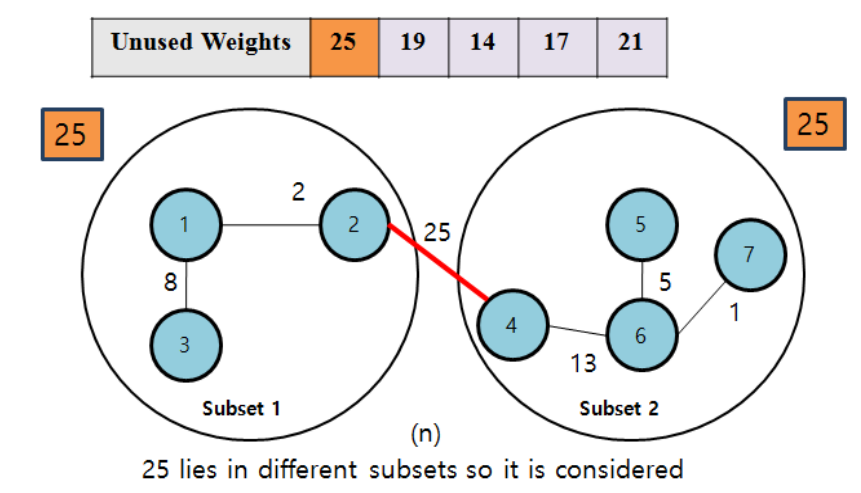 Unused Weights 25 19 14 17 21
25 25
2
1 2 25 5 7
8 5
3 4 6 1
13
Subset 1 Subset 2
(n)
25 lies in different subsets so it is considered